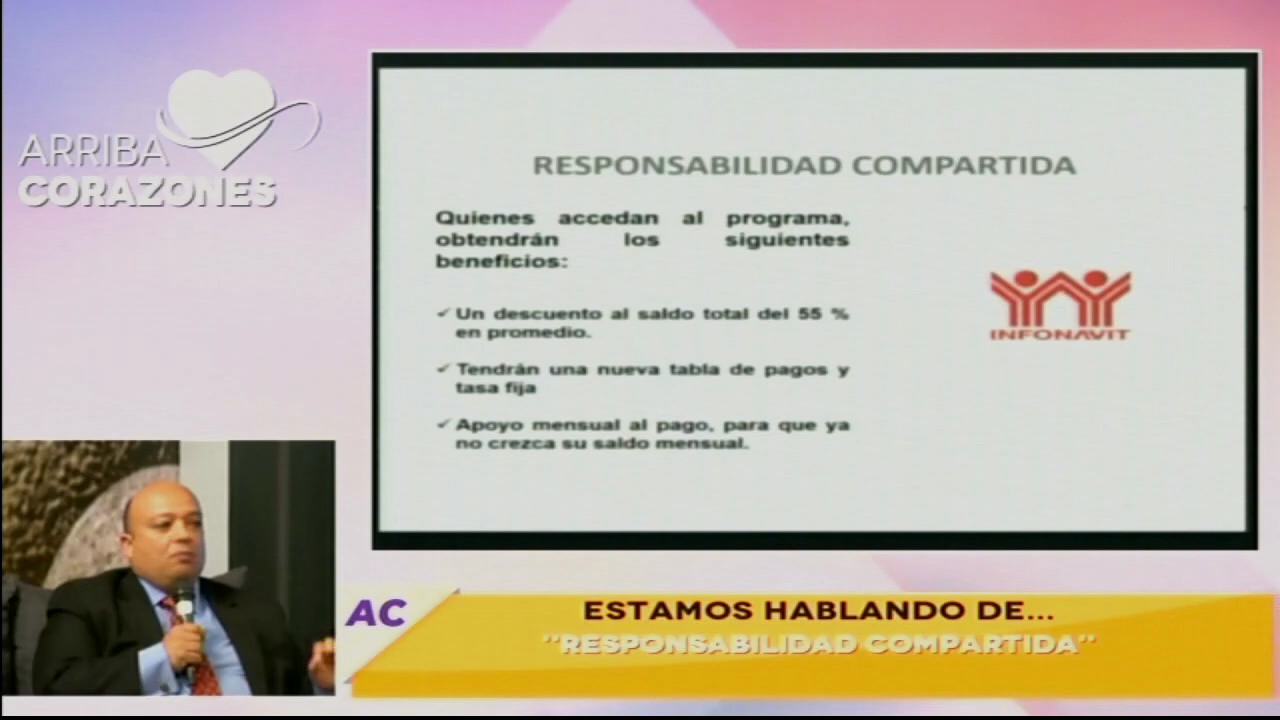 ARRIBA
CORAZONES
RESPONSABILIDAD COMPARTIDA
Quienes accedan al programa,
obtendrán los siguientes
beneficios:
✓ Un descuento al saldo total del 55 %
en promedio.
✓ Tendrán una nueva tabla de pagos y
tasa fija
✓ Apoyo mensual al pago, para que ya
no crezca su saldo mensual.
INFONAVIT
AC
ESTAMOS HABLANDO DE...
"RESPONSABILIDAD COMPARTIDA"